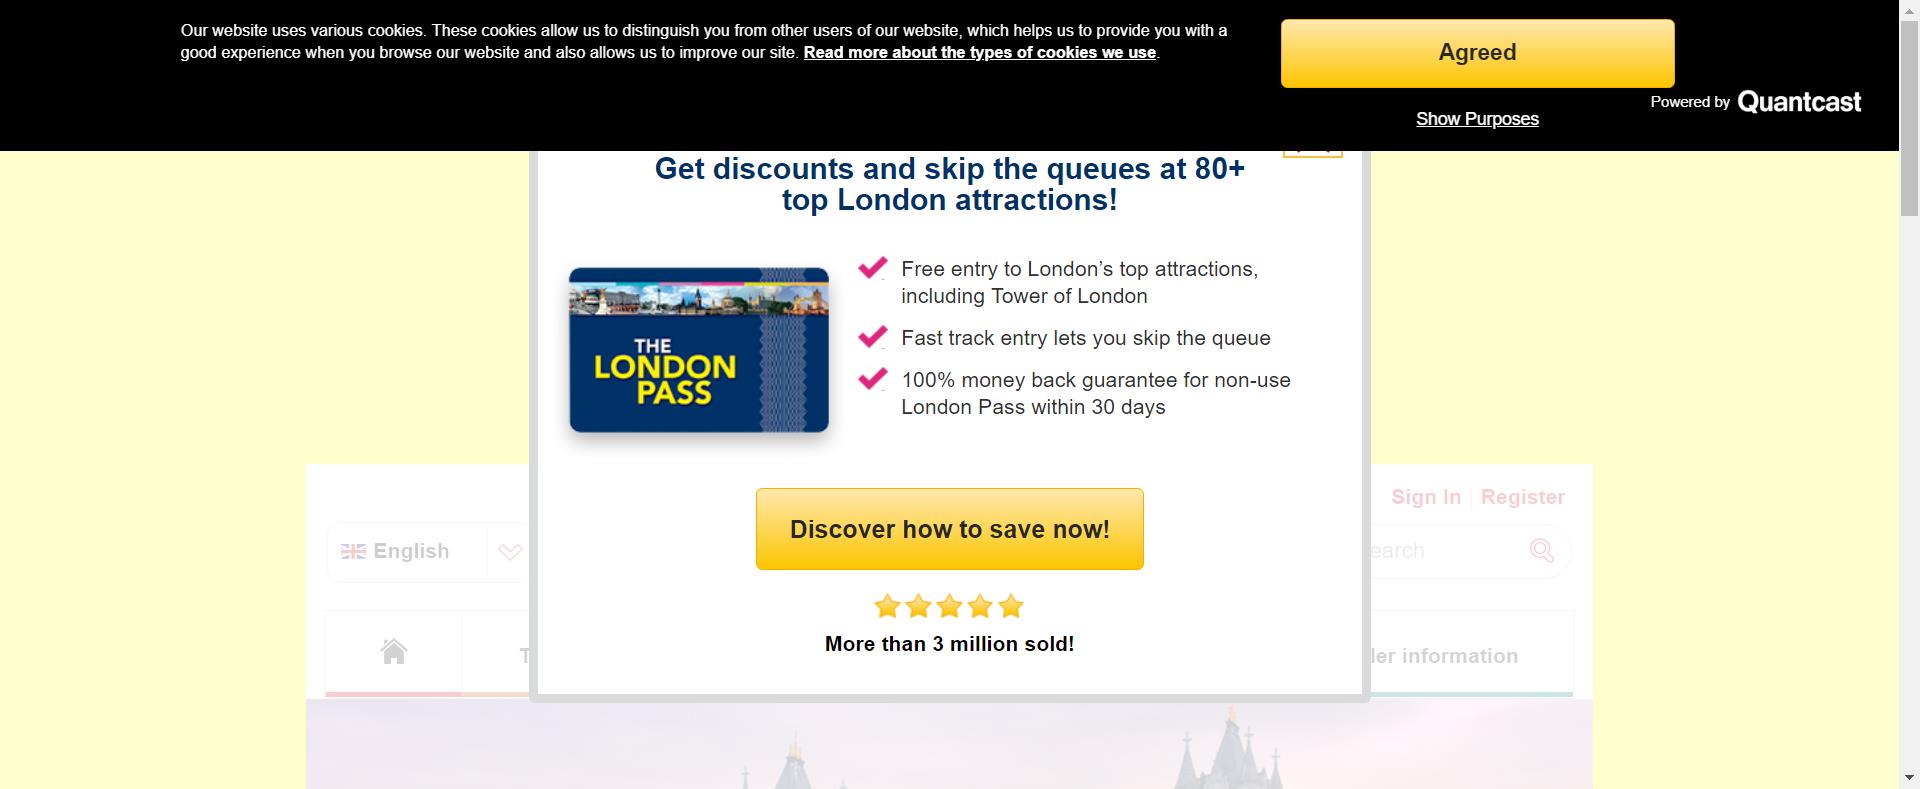 Our website uses various cookies. These cookies allow us to distinguish you from other users of our website, which helps us to provide you with a
good experience when you browse our website and also allows us to improve our site. Read more about the types of cookies we use.
Agreed
Show Purposes
Powered by Quantcast
Get discounts and skip the queues at 80+
top London attractions!
THE
LONDON
PASS
Free entry to London’s top attractions,
including Tower of London
Fast track entry lets you skip the queue
100% money back guarantee for non-use
London Pass within 30 days
Discover how to save now!
More than 3 million sold!
Sign In
Register
English
earch
T
ler information